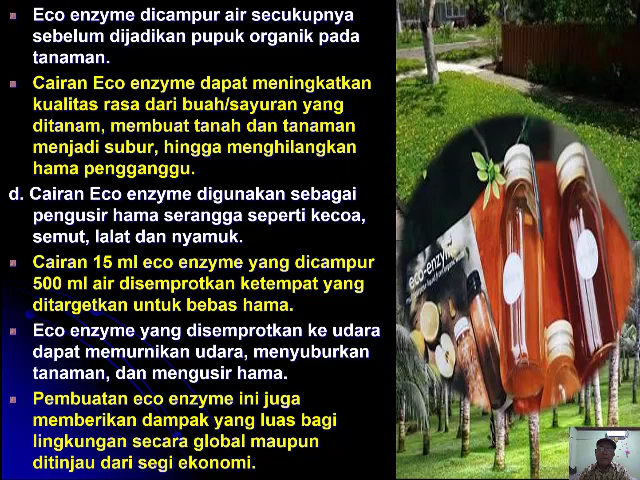 Eco enzyme dicampur air secukupnya
sebelum dijadikan pupuk organik pada
tanaman.
Cairan Eco enzyme dapat meningkatkan
kualitas rasa dari buah/sayuran yang
ditanam, membuat tanah dan tanaman
menjadi subur, hingga menghilangkan
hama pengganggu.
d. Cairan Eco enzyme digunakan sebagai
pengusir hama serangga seperti kecoa,
semut, lalat dan nyamuk.
Cairan 15 ml eco enzyme yang dicampur
500 ml air disemprotkan ketempat yang
ditargetkan untuk bebas hama.
Eco enzyme yang disemprotkan ke udara
dapat memurnikan udara, menyuburkan
tanaman, dan mengusir hama.
Pembuatan eco enzyme ini juga
memberikan dampak yang luas bagi
lingkungan secara global maupun
ditinjau dari segi ekonomi.
eco-enzyme